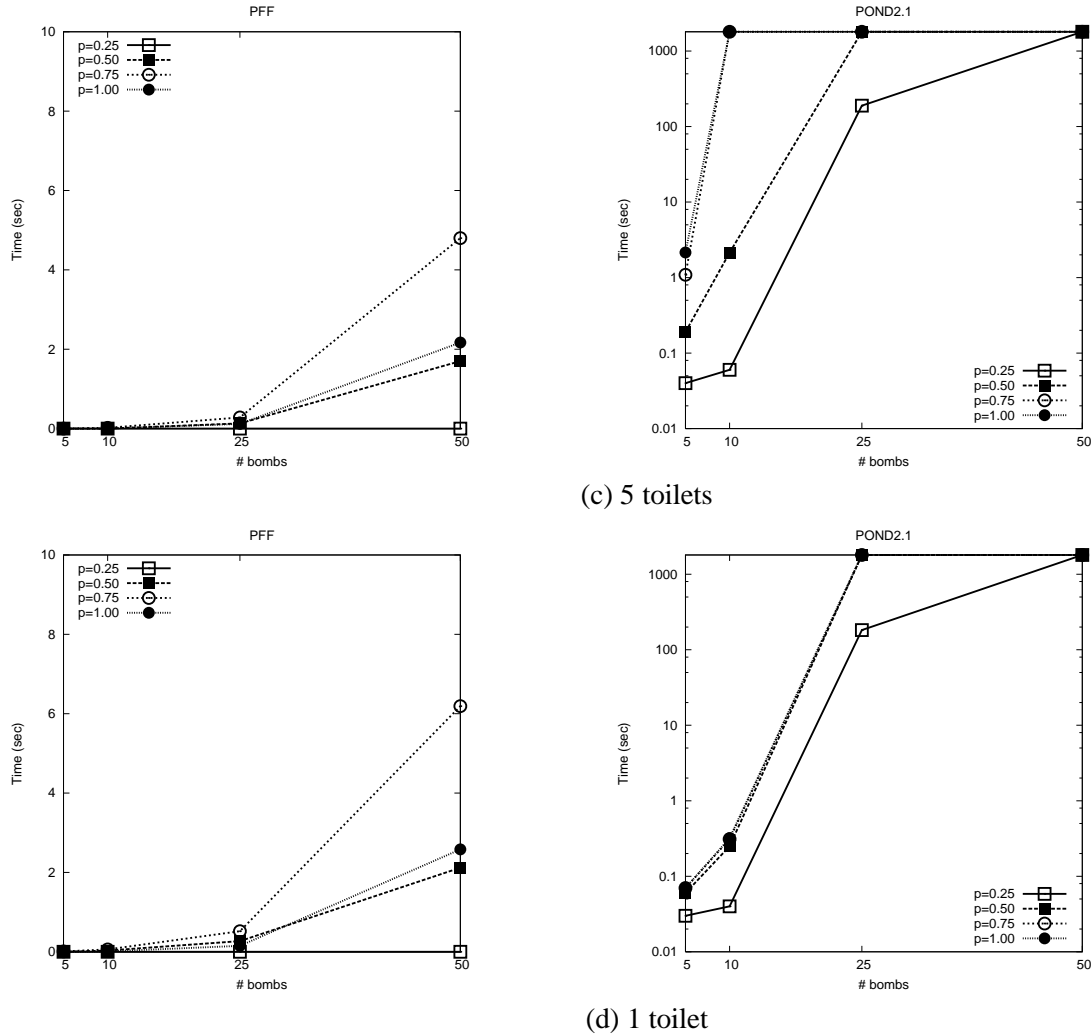 PFF
10
8
6
4
2
0
Time (sec)
p=0.25
p=0.50
p=0.75
p=1.00
5
10
25
50
# bombs
POND2.1
1000
100
10
1
0.1
0.01
Time (sec)
p=0.25
p=0.50
p=0.75
p=1.00
5
10
25
50
# bombs
(c) 5 toilets
PFF
10
8
6
4
2
0
Time (sec)
p=0.25
p=0.50
p=0.75
p=1.00
5
10
25
50
# bombs
POND2.1
1000
100
10
1
0.1
0.01
Time (sec)
p=0.25
p=0.50
p=0.75
p=1.00
5
10
25
50
# bombs
(d) 1 toilet